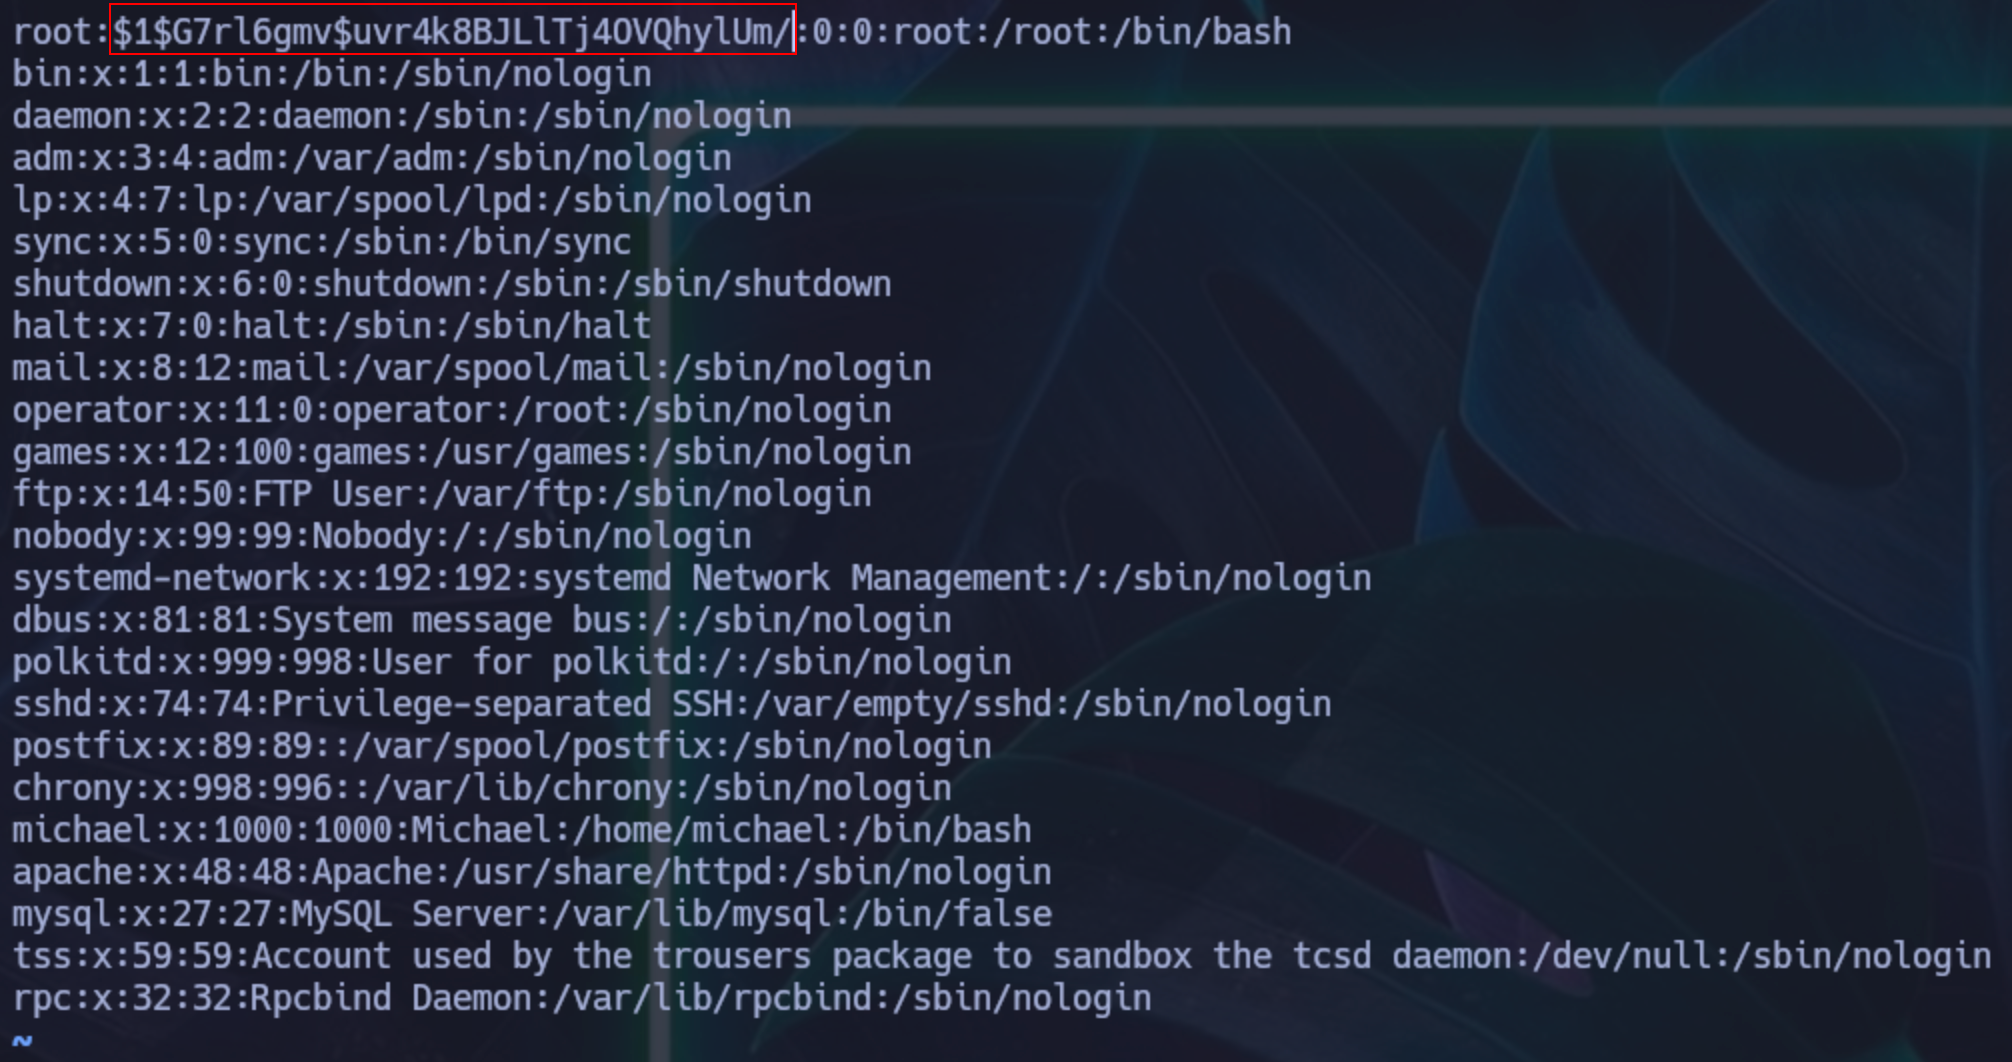 root:$1$G7rl6gmv$uvr4k8BJLlTj4OVQhylUm/:0:0:root:/root:/bin/bash
bin:x:1:1:bin:/bin:/sbin/nologin
daemon:x:2:2:daemon:/sbin:/sbin/nologin
adm:x:3:4:adm:/var/adm:/sbin/nologin
lp:x:4:7:lp:/var/spool/lpd:/sbin/nologin
sync:x:5:0:sync:/sbin:/bin/sync
shutdown:x:6:0:shutdown:/sbin:/sbin/shutdown
halt:x:7:0:halt:/sbin:/sbin/halt
mail:x:8:12:mail:/var/spool/mail:/sbin/nologin
operator:x:11:0:operator:/root:/sbin/nologin
games:x:12:100:games:/usr/games:/sbin/nologin
ftp:x:14:50:FTP User:/var/ftp:/sbin/nologin
nobody:x:99:99:Nobody:/:/sbin/nologin
systemd-network:x:192:192:systemd Network Management:/:/sbin/nologin
dbus:x:81:81:System message bus:/:/sbin/nologin
polkitd:x:999:998:User for polkitd:/:/sbin/nologin
sshd:x:74:74:Privilege-separated SSH:/var/empty/sshd:/sbin/nologin
postfix:x:89:89::/var/spool/postfix:/sbin/nologin
chrony:x:998:996::/var/lib/chrony:/sbin/nologin
michael:x:1000:1000:Michael:/home/michael:/bin/bash
apache:x:48:48:Apache:/usr/share/httpd:/sbin/nologin
mysql:x:27:27:MySQL Server:/var/lib/mysql:/bin/false
tss:x:59:59:Account used by the trousers package to sandbox the tcsd daemon:/dev/null:/sbin/nologin
rpc:x:32:32:Rpcbind Daemon:/var/lib/rpcbind:/sbin/nologin
~